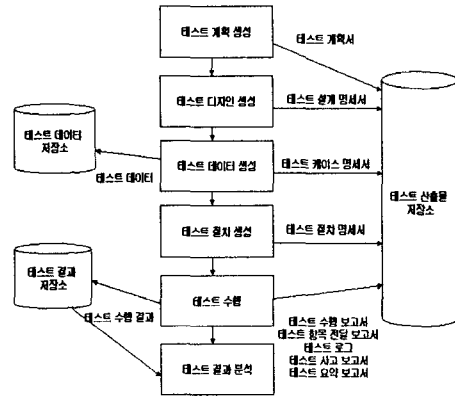 테스트 계획 생성
테스트 계획서
테스트 디자인 생성
테스트 설계 명세서
테스트 데이터
저장소
테스트 데이터 생성
테스트 케이스 명세서
테스트 데이터
테스트 산출물
저장소
테스트 절차 생성
테스트 절차 명세서
테스트 결과
저장소
테스트 수행
테스트 수행 결과
테스트 수행 보고서
테스트 항목 전달 보고서
테스트 로그
테스트 사고 보고서
테스트 요약 보고서
테스트 결과 분석